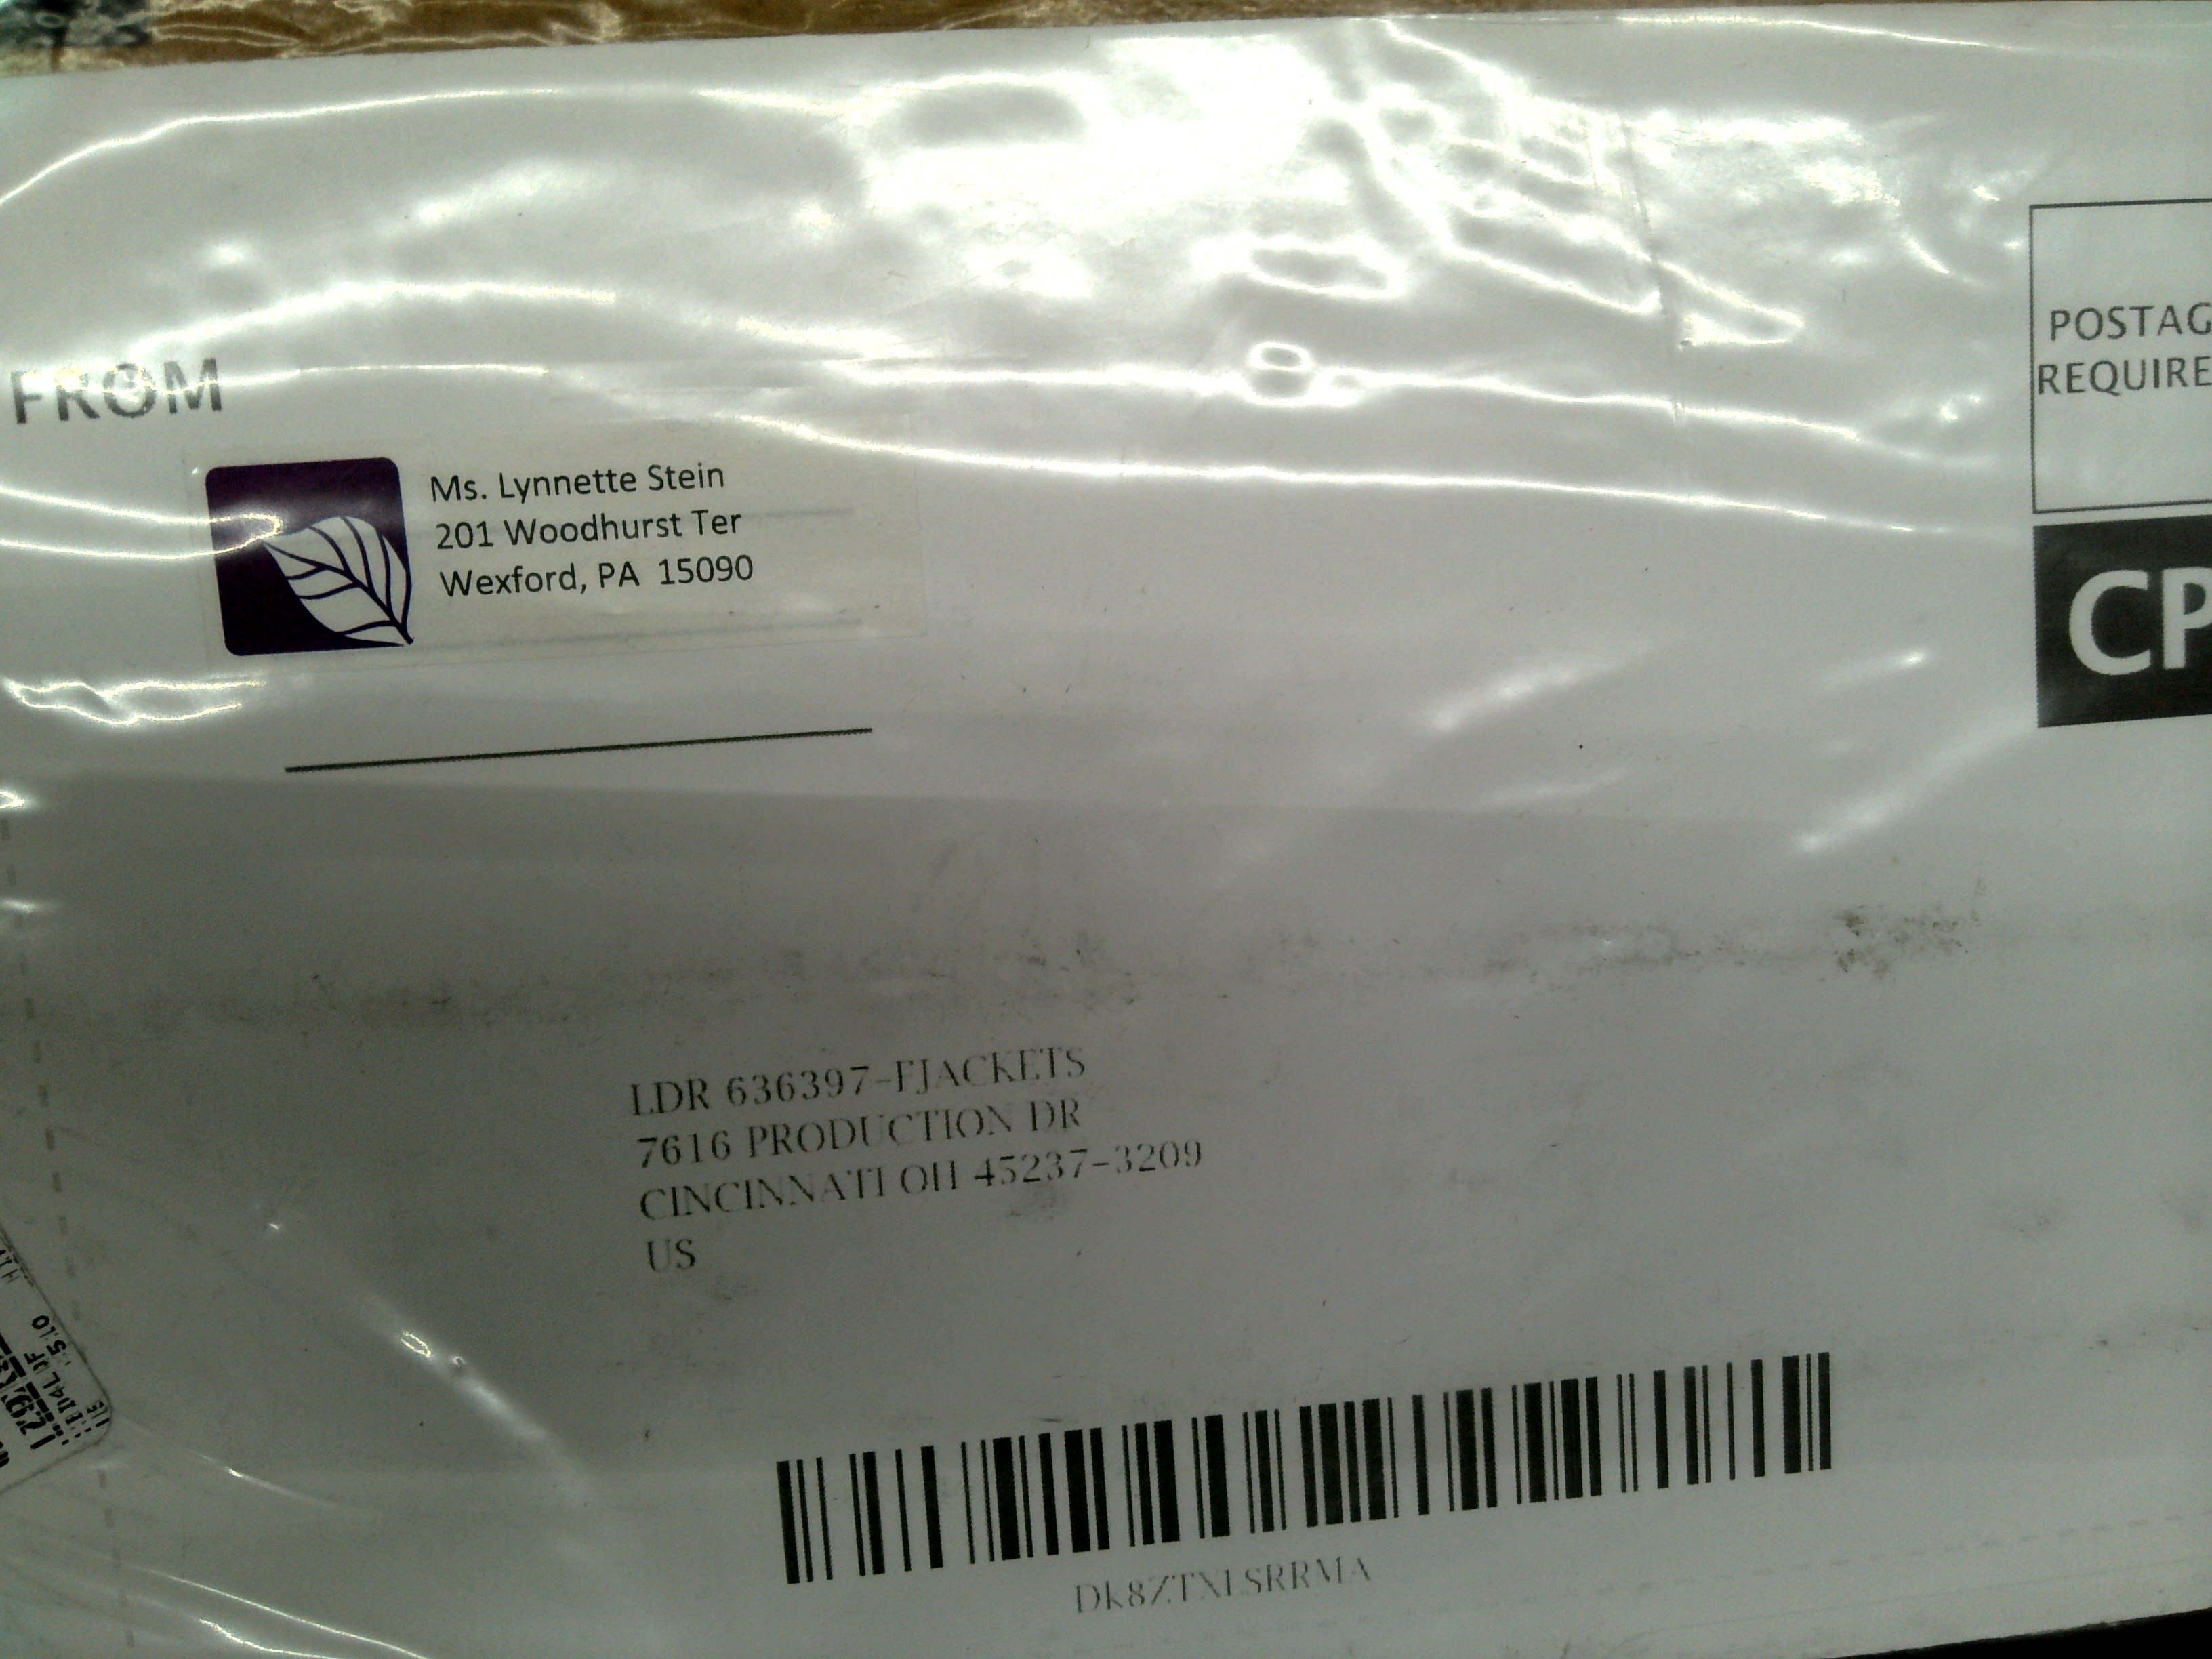 FROM
Ms. Lynnette Stein
201 Woodhurst Ter
Wexford, PA 15090
POSTAG
REQUIRE
CP
LDR 636397-FJACKETS
7616 PRODUCTION DR
CINCINNATI OH 45237-3209
US